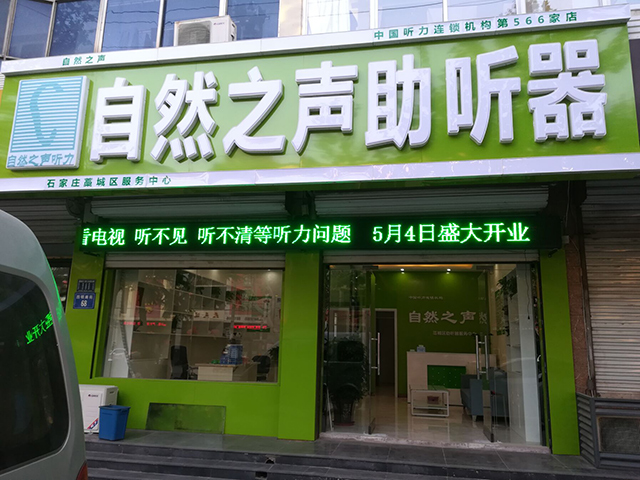 自然之声
中国听力连锁机构第566家店
自然之声助听器
自然之声听力
石家庄藁城区服务中心
看电视 听不见 听不清等听力问题 5月4日盛大开业
68
自然之声